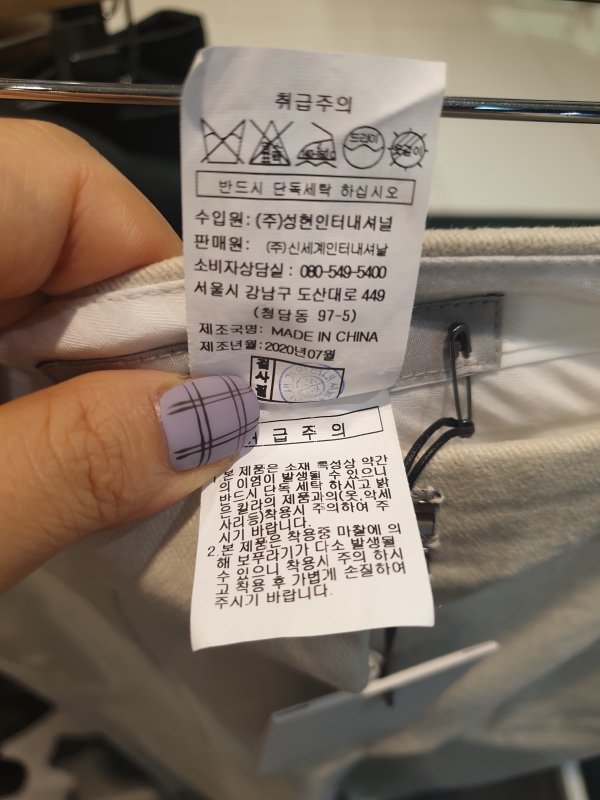 취급주의
드라이
옷걸이
반드시 단독세탁 하십시오
수입원: (주)성현인터내셔널
판매원: (주)신세계인터내셔날
소비자상담실 : 080-549-5400
서울시 강남구 도산대로 449
(청담동 97-5)
제조국명: MADE IN CHINA
제조년월: 2020년07월
검사필
급 주 의
본 제품은 소재 특성상 약간
의 이염이 발생될 수 있으니
반드시 단독 세탁 하시고 밝
은 컬러의 제품과의(옷,악세
사리등)착용시 주의하여 주
시기 바랍니다.
2.본 제품은 착용중 마찰에 의
해 보푸라기가 다소 발생될
수 있으니 착용시 주의 하시
고 착용 후 가볍게 손질하여
주시기 바랍니다.